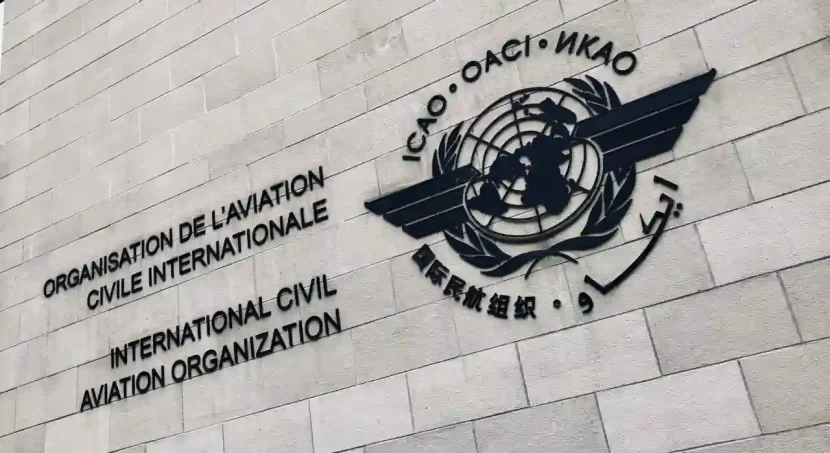 ORGANISATION DE L'AVIATION
CIVILE INTERNATIONALE
INTERNATIONAL CIVIL
AVIATION ORGANIZATION
ICAO • OACI • ИКАО
国际民航组织 •
ايكاو